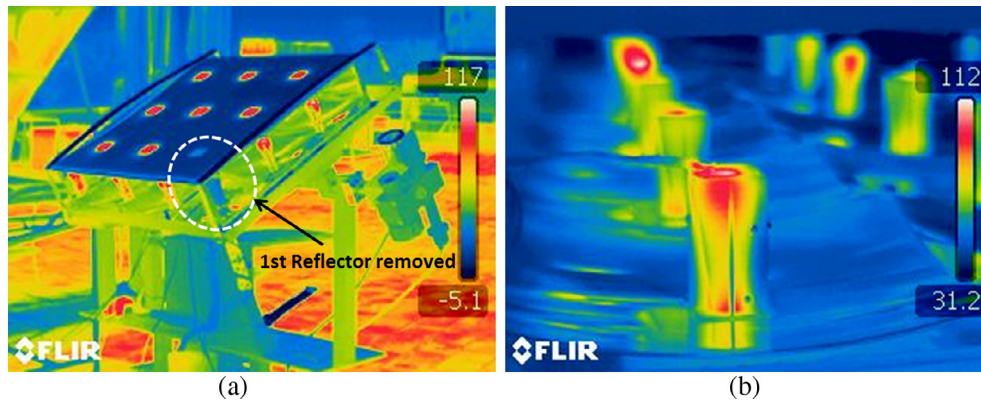 117
1st Reflector removed
-5.1
FLIR
(a)
112
31.2
FLIR
(b)